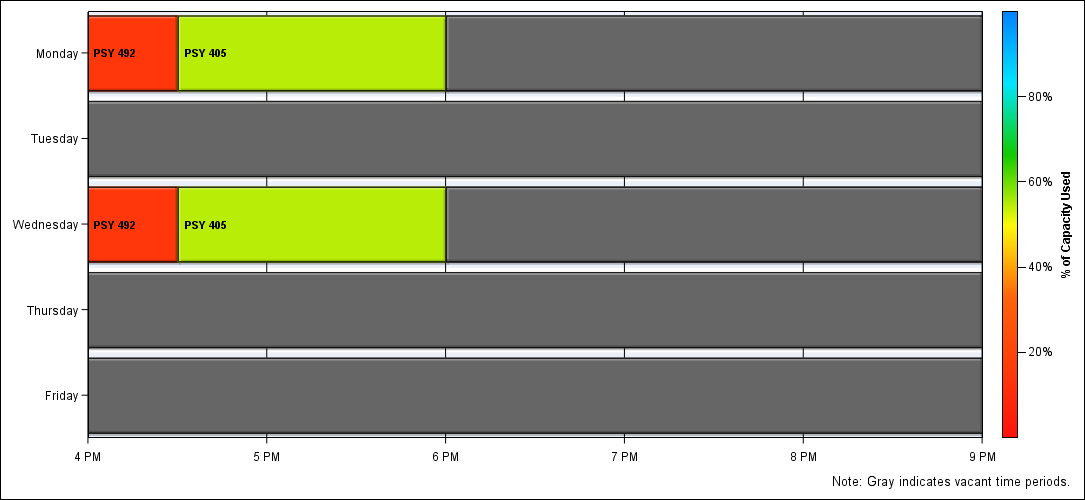 Monday
PSY 492
PSY 405
Tuesday
Wednesday
PSY 492
PSY 405
Thursday
Friday
4 PM
5 PM
6 PM
7 PM
8 PM
9 PM
80%
60%
40%
20%
% of Capacity Used
Note: Gray indicates vacant time periods.